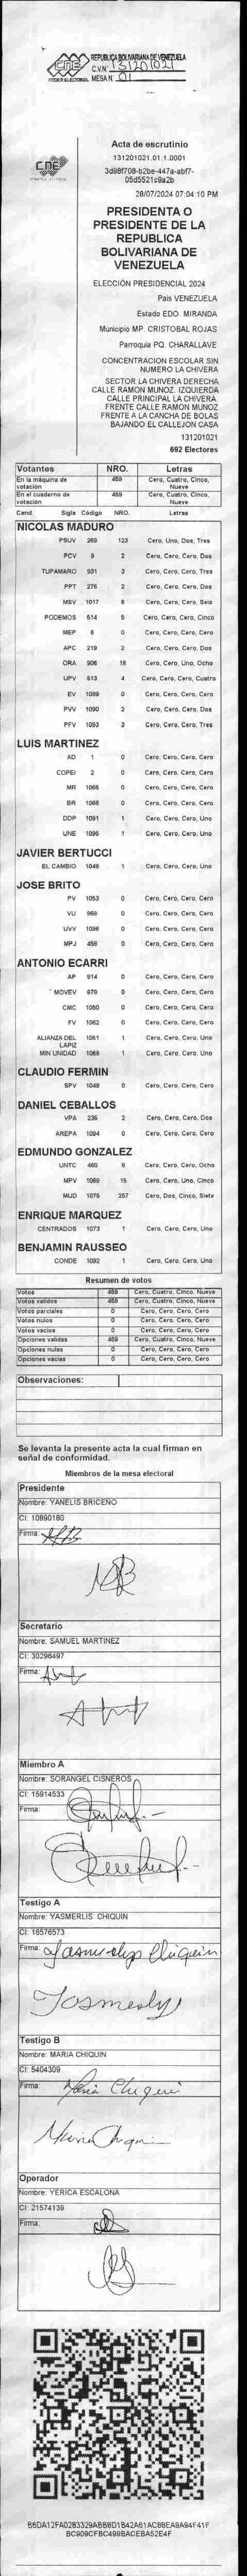 REPUBLICA BOLIVARIANA DE VENEZUELA
CNE
PODER ELECTORAL
C.V.N°: 131201021
MESA N°: 01
CNE
Acta de escrutinio
131201021.01.1.0001
3d98f708-b2be-447a-abf7-
05d5521c9a2b
28/07/2024 07:04:10 PM
PRESIDENTA O
PRESIDENTE DE LA
REPUBLICA
BOLIVARIANA DE
VENEZUELA
ELECCIÓN PRESIDENCIAL 2024
Pais VENEZUELA
Estado EDO. MIRANDA
Municipio MP. CRISTOBAL ROJAS
Parroquia PQ. CHARALLAVE
CONCENTRACION ESCOLAR SIN
NUMERO LA CHIVERA
SECTOR LA CHIVERA DERECHA
CALLE RAMON MUNOZ. IZQUIERDA
CALLE PRINCIPAL LA CHIVERA.
FRENTE CALLE RAMON MUNOZ
FRENTE A LA CANCHA DE BOLAS
BAJANDO EL CALLEJON CASA
131201021
692 Electores
Votantes NRO. Letras
En la máquina de votación 459 Cero, Cuatro, Cinco, Nueve
En el cuaderno de votación 459 Cero, Cuatro, Cinco, Nueve
Cand. Sigla Código NRO. Letras
NICOLAS MADURO
PSUV 269 123 Cero, Uno, Dos, Tres
PCV 9 2 Cero, Cero, Cero, Dos
TUPAMARO 931 3 Cero, Cero, Cero, Tres
PPT 276 2 Cero, Cero, Cero, Dos
MSV 1017 6 Cero, Cero, Cero, Seis
PODEMOS 514 5 Cero, Cero, Cero, Cinco
MEP 6 0 Cero, Cero, Cero, Cero
APC 219 2 Cero, Cero, Cero, Dos
ORA 906 18 Cero, Cero, Uno, Ocho
UPV 513 4 Cero, Cero, Cero, Cuatro
EV 1089 0 Cero, Cero, Cero, Cero
PVV 1090 2 Cero, Cero, Cero, Dos
PFV 1093 3 Cero, Cero, Cero, Tres
LUIS MARTINEZ
AD 1 0 Cero, Cero, Cero, Cero
COPEI 2 0 Cero, Cero, Cero, Cero
MR 1065 0 Cero, Cero, Cero, Cero
BR 1066 0 Cero, Cero, Cero, Cero
DDP 1091 1 Cero, Cero, Cero, Uno
UNE 1095 1 Cero, Cero, Cero, Uno
JAVIER BERTUCCI
EL CAMBIO 1048 1 Cero, Cero, Cero, Uno
JOSE BRITO
PV 1053 0 Cero, Cero, Cero, Cero
VU 969 0 Cero, Cero, Cero, Cero
UVV 1096 0 Cero, Cero, Cero, Cero
MPJ 458 0 Cero, Cero, Cero, Cero
ANTONIO ECARRI
AP 914 0 Cero, Cero, Cero, Cero
MOVEV 979 0 Cero, Cero, Cero, Cero
CMC 1050 0 Cero, Cero, Cero, Cero
FV 1062 0 Cero, Cero, Cero, Cero
ALIANZA DEL LAPIZ 1051 1 Cero, Cero, Cero, Uno
MIN UNIDAD 1068 1 Cero, Cero, Cero, Uno
CLAUDIO FERMIN
SPV 1049 0 Cero, Cero, Cero, Cero
DANIEL CEBALLOS
VPA 236 2 Cero, Cero, Cero, Dos
AREPA 1094 0 Cero, Cero, Cero, Cero
EDMUNDO GONZALEZ
UNTC 460 8 Cero, Cero, Cero, Ocho
MPV 1069 15 Cero, Cero, Uno, Cinco
MUD 1075 257 Cero, Dos, Cinco, Siete
ENRIQUE MARQUEZ
CENTRADOS 1073 1 Cero, Cero, Cero, Uno
BENJAMIN RAUSSEO
CONDE 1092 1 Cero, Cero, Cero, Uno
Resumen de votos
Votos 459 Cero, Cuatro, Cinco, Nueve
Votos validos 459 Cero, Cuatro, Cinco, Nueve
Votos parciales 0 Cero, Cero, Cero, Cero
Votos nulos 0 Cero, Cero, Cero, Cero
Votos vacios 0 Cero, Cero, Cero, Cero
Opciones validas 459 Cero, Cuatro, Cinco, Nueve
Opciones nulas 0 Cero, Cero, Cero, Cero
Opciones vacias 0 Cero, Cero, Cero, Cero
Observaciones:
Se levanta la presente acta la cual firman en
señal de conformidad.
Miembros de la mesa electoral
Presidente
Nombre: YANELIS BRICENO
CI: 10890180
Firma:
Secretario
Nombre: SAMUEL MARTINEZ
CI: 30296497
Firma:
Miembro A
Nombre: SORANGEL CISNEROS
CI: 15914533
Firma:
Testigo A
Nombre: YASMERLIS CHIQUIN
CI: 16576573
Firma: Chiquin
Testigo B
Nombre: MARIA CHIQUIN
CI: 5404309
Firma: Maria Chiquin
Maria Chiquin
Operador
Nombre: YERICA ESCALONA
CI: 21574139
Firma:
B6DA12FA0283329ABB8D1B42A61AC88EA9A94F41F
BC909CFBC499BACEBA52E4F